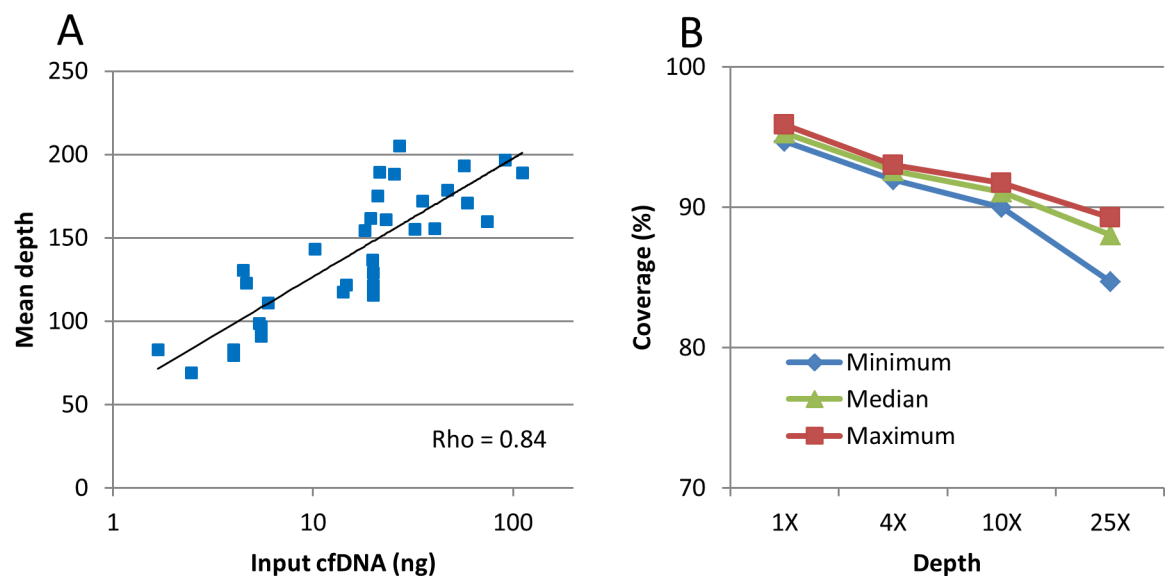 A
250
200
150
100
50
0
Mean depth
Rho = 0.84
1 10 100
Input cfDNA (ng)
B
100
90
80
70
Coverage (%)
Minimum
Median
Maximum
1X 4X 10X 25X
Depth